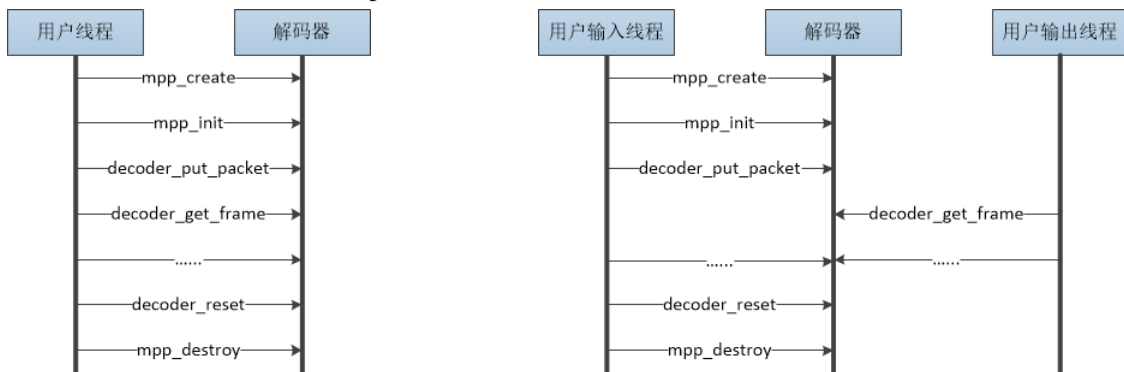 用户线程 解码器
mpp_create
mpp_init
decoder_put_packet
decoder_get_frame
......
decoder_reset
mpp_destroy
用户输入线程 解码器 用户输出线程
mpp_create
mpp_init
decoder_put_packet
decoder_get_frame
...... ......
decoder_reset
mpp_destroy